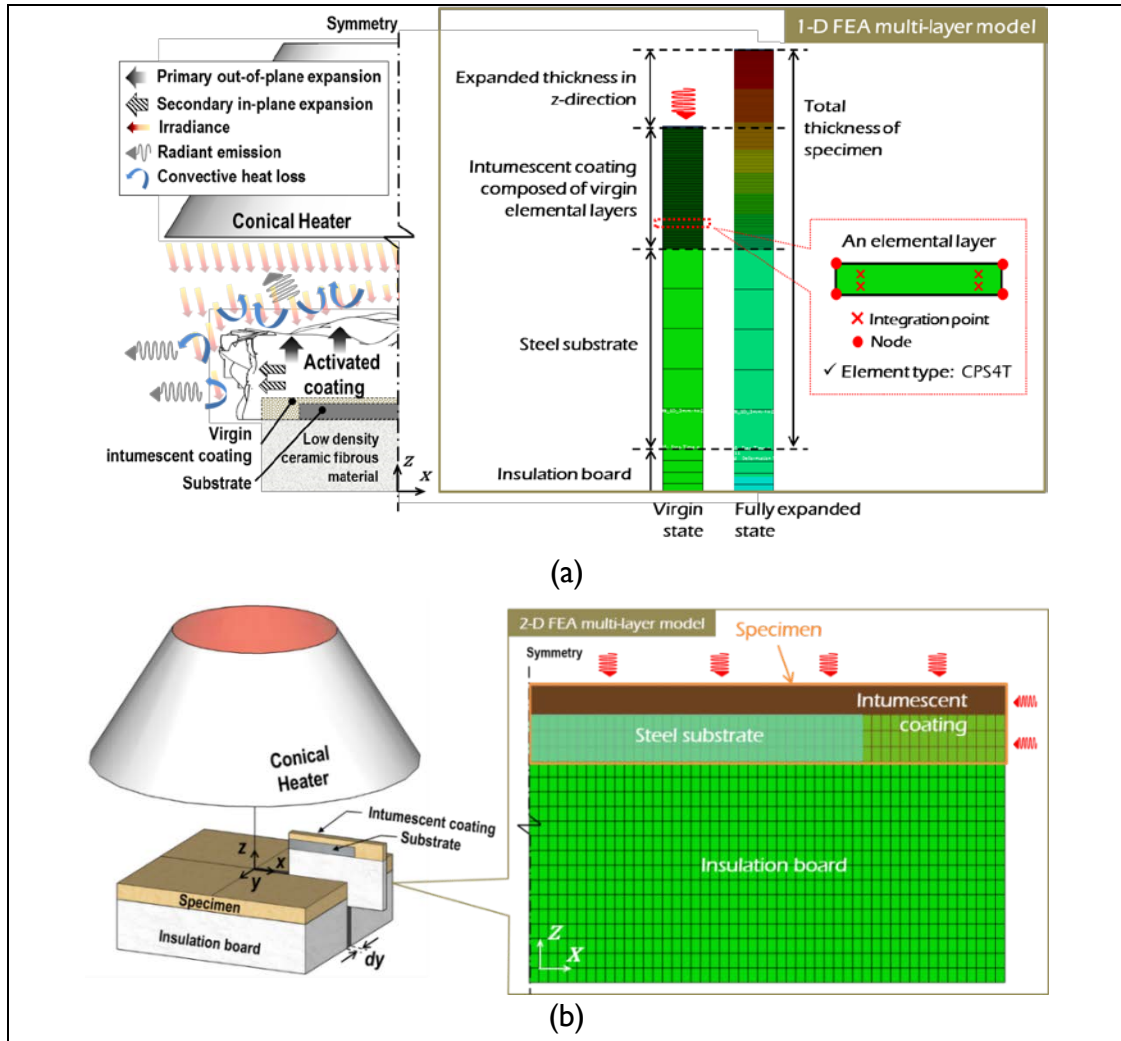 Symmetry
1-D FEA multi-layer model
Primary out-of-plane expansion
Secondary in-plane expansion
Irradiance
Radiant emission
Convective heat loss
Conical Heater
Activated
coating
Virgin
intumescent coating
Substrate
Low density
ceramic fibrous
material
z
x
Expanded thickness in
z-direction
Intumescent coating
composed of virgin
elemental layers
Steel substrate
Insulation board
Total
thickness of
specimen
An elemental layer
Integration point
Node
✓ Element type: CPS4T
Virgin
state
Fully expanded
state
(a)
Conical
Heater
Intumescent coating
Substrate
z
x
y
Specimen
Insulation board
dy
2-D FEA multi-layer model
Specimen
Symmetry
Intumescent
coating
Steel substrate
Insulation board
Z
X
(b)